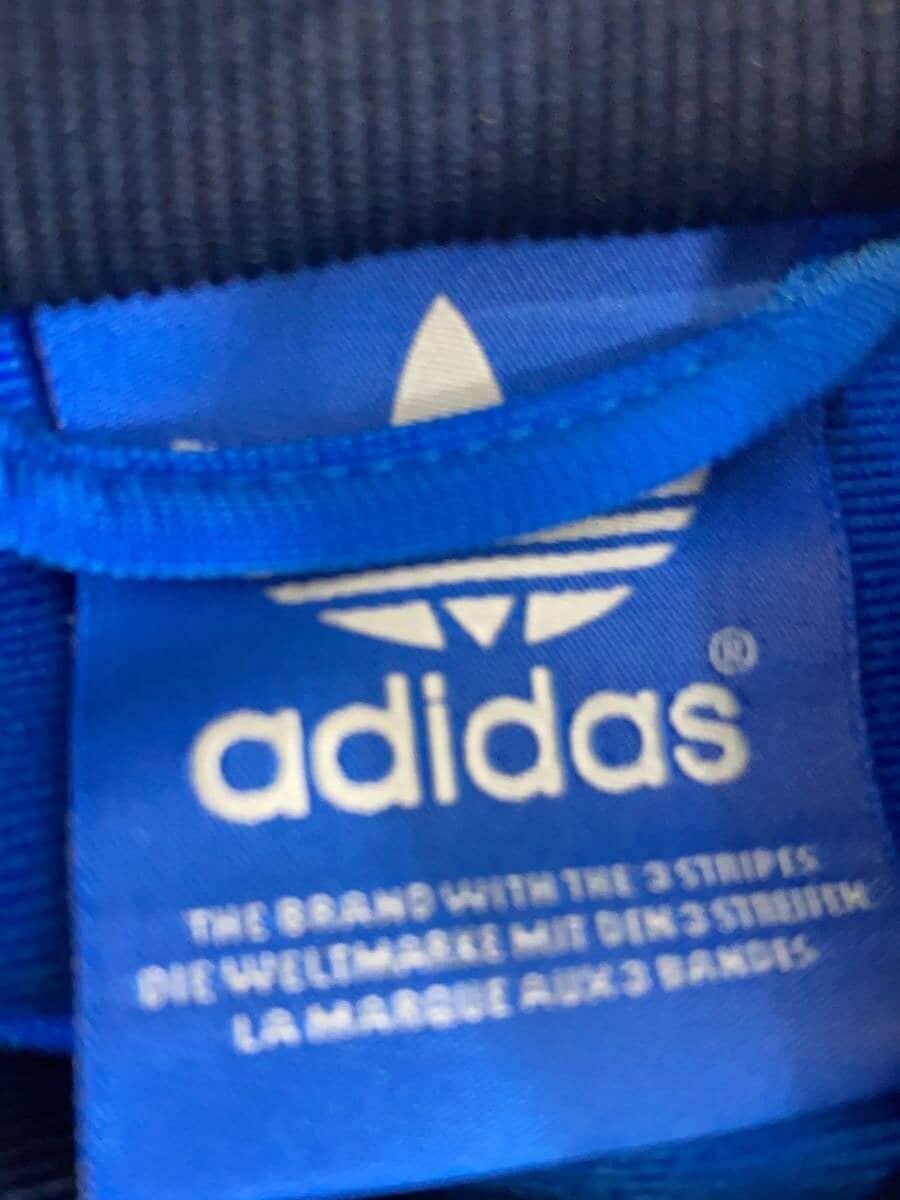 adidas®
THE BRAND WITH THE 3 STRIPES
DIE WELTMARKE MIT DEN 3 STREIFEN
LA MARQUE AUX 3 BANDES